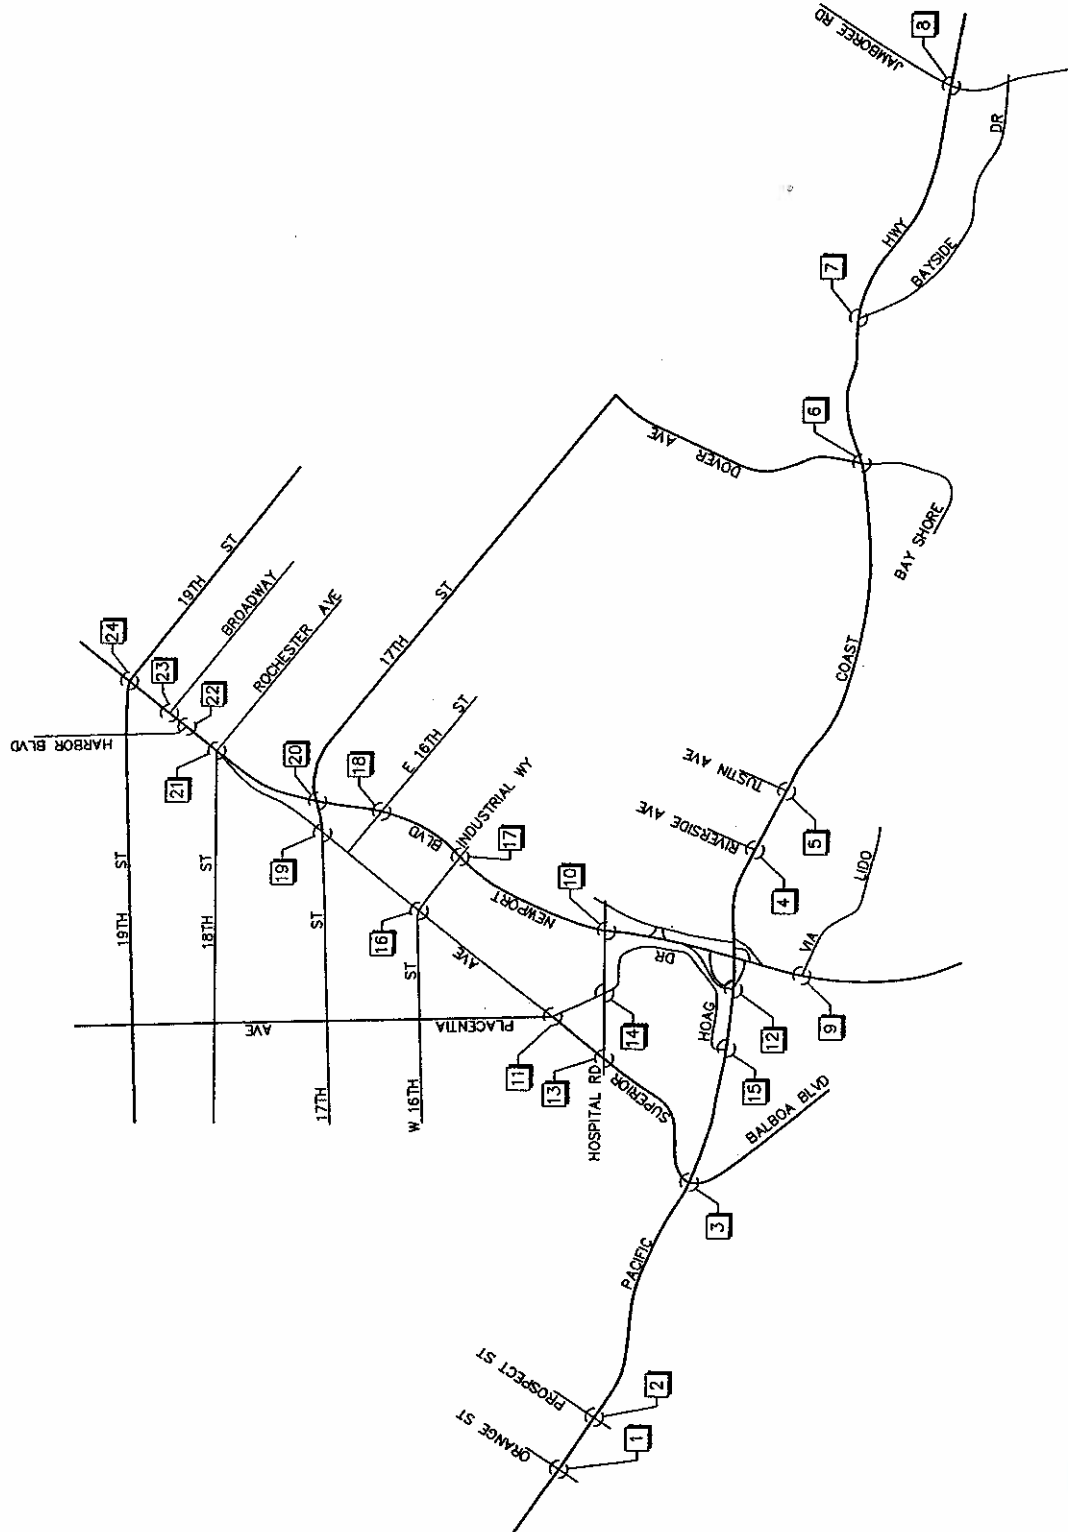 JAMBOREE RD
8
DR
HWY
BAYSIDE
7
6
DOVER AVE
BAY SHORE
19TH ST
24
BROADWAY
23
ROCHESTER AVE
22
HARBOR BLVD
21
17TH ST
20
E 16TH ST
18
BLVD
INDUSTRIAL WY
17
COAST
TUSTIN AVE
5
RIVERSIDE AVE
4
LIDO
VIA
9
19TH ST
18TH ST
19
17TH ST
16
W 16TH ST
AVE
NEWPORT
10
DR
PLACENTIA AVE
11
14
13
HOSPITAL RD
SUPERIOR
HOAG
12
15
BALBOA BLVD
3
PACIFIC
PROSPECT ST
2
ORANGE ST
1